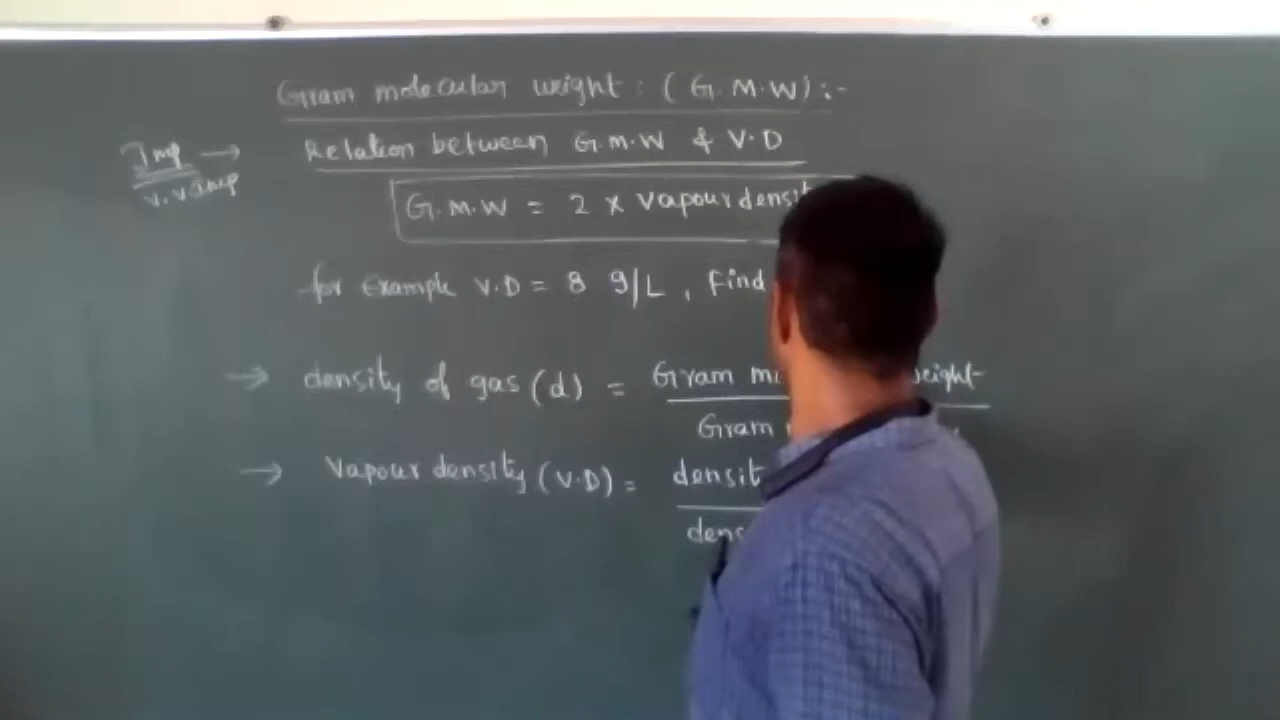 Gram molecular weight : (G.M.W) :-
Imp → Relation between G.M.W & V.D
v.v.imp
G.M.W = 2 x Vapour densit
for example V.D = 8 g/L , Find
→ density of gas (d) = Gram m weight
Gram
→ Vapour density (V.D) = densit
dens